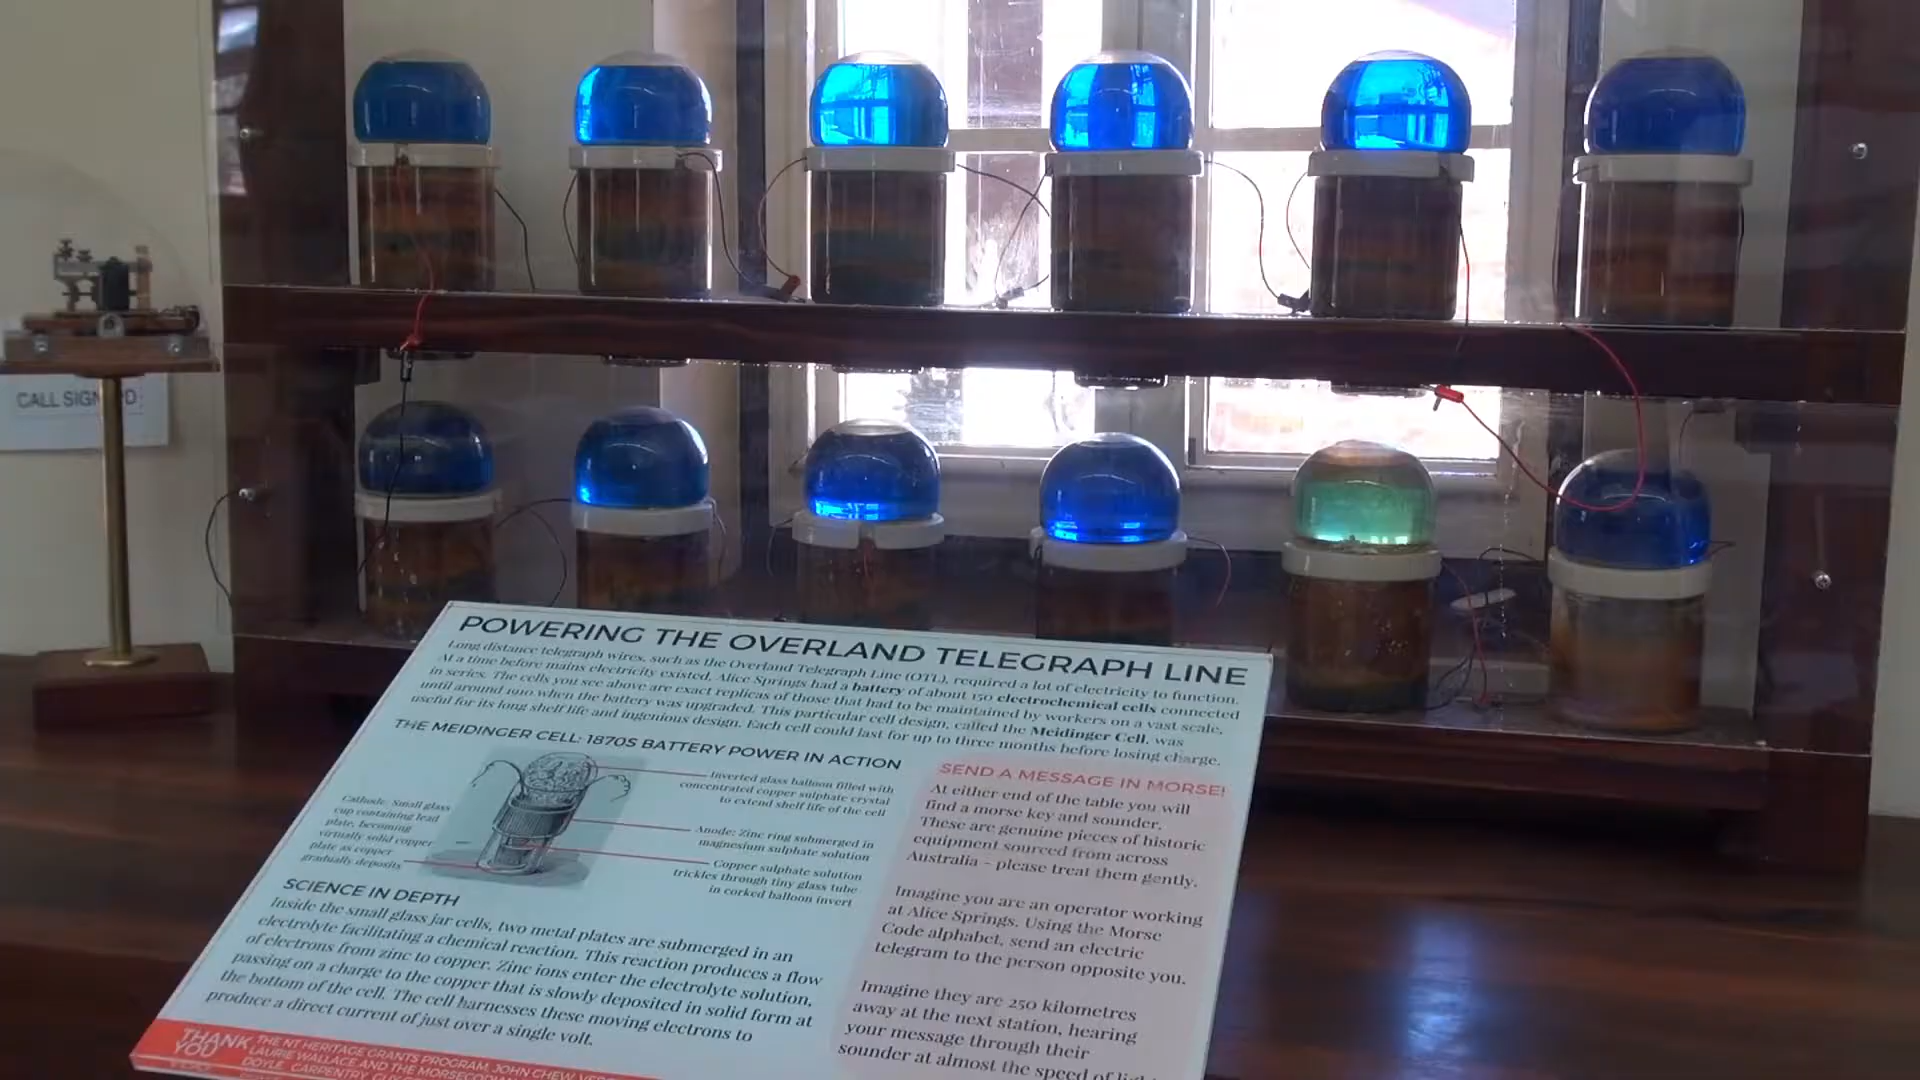 CALL SIGN PD
POWERING THE OVERLAND TELEGRAPH LINE
Long distance telegraph wires, such as the Overland Telegraph Line (OTL), required a lot of electricity to function.
At a time before mains electricity existed, Alice Springs had a battery of about 150 electrochemical cells connected
in series. The cells you see above are exact replicas of those that had to be maintained by workers on a vast scale,
until around 1910 when the battery was upgraded. This particular cell design, called the Meidinger Cell, was
useful for its long shelf life and ingenious design. Each cell could last for up to three months before losing charge.
THE MEIDINGER CELL: 1870S BATTERY POWER IN ACTION
Inverted glass balloon filled with
concentrated copper sulphate crystal
to extend shelf life of the cell
Cathode: Small glass
cup containing lead
plate, becoming
virtually solid copper
plate as copper
gradually deposits
Anode: Zinc ring submerged in
magnesium sulphate solution
Copper sulphate solution
trickles through tiny glass tube
in corked balloon invert
SCIENCE IN DEPTH
Inside the small glass jar cells, two metal plates are submerged in an
electrolyte facilitating a chemical reaction. This reaction produces a flow
of electrons from zinc to copper. Zinc ions enter the electrolyte solution,
passing on a charge to the copper that is slowly deposited in solid form at
the bottom of the cell. The cell harnesses these moving electrons to
produce a direct current of just over a single volt.
SEND A MESSAGE IN MORSE!
At either end of the table you will
find a morse key and sounder.
These are genuine pieces of historic
equipment sourced from across
Australia - please treat them gently.
Imagine you are an operator working
at Alice Springs. Using the Morse
Code alphabet, send an electric
telegram to the person opposite you.
Imagine they are 250 kilometres
away at the next station, hearing
your message through their
sounder at almost the speed of
THANK
YOU
THE NT HERITAGE GRANTS PROGRAM, JOHN CHEW,
LAURIE WALLACE AND THE
DOYLE, CARPENTRY,